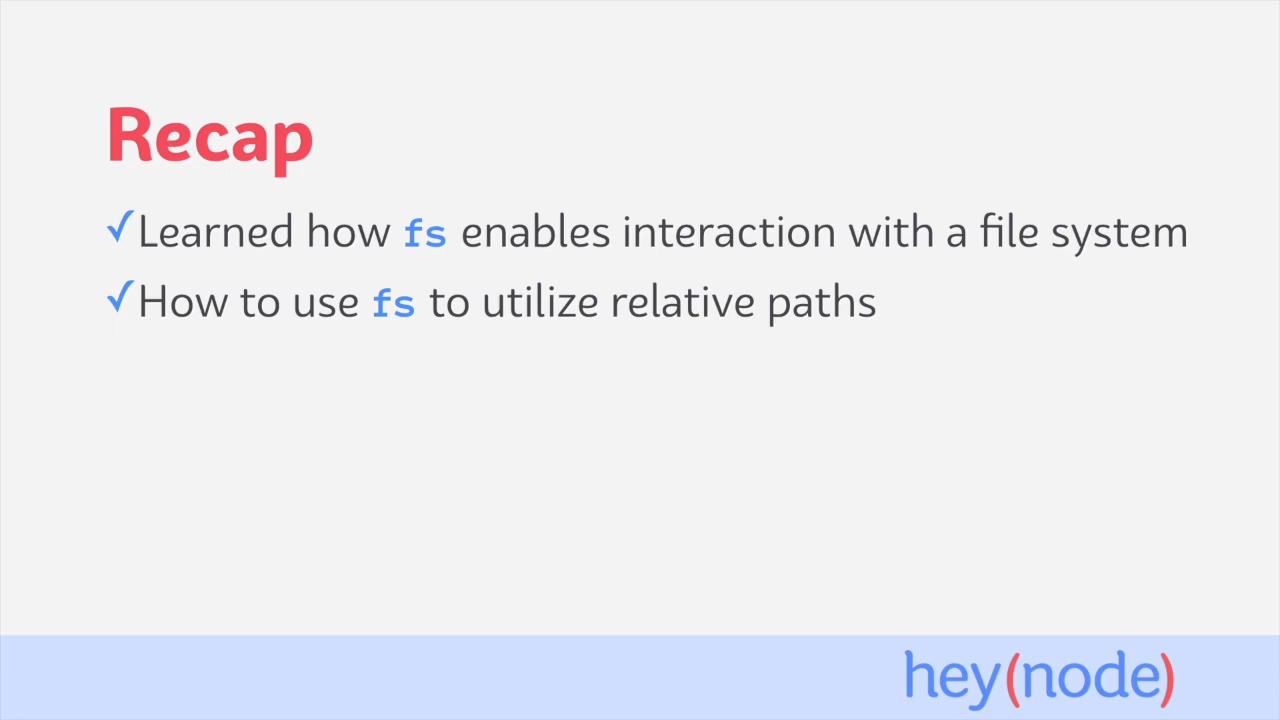 Recap
✓Learned how fs enables interaction with a file system
✓How to use fs to utilize relative paths
hey(node)